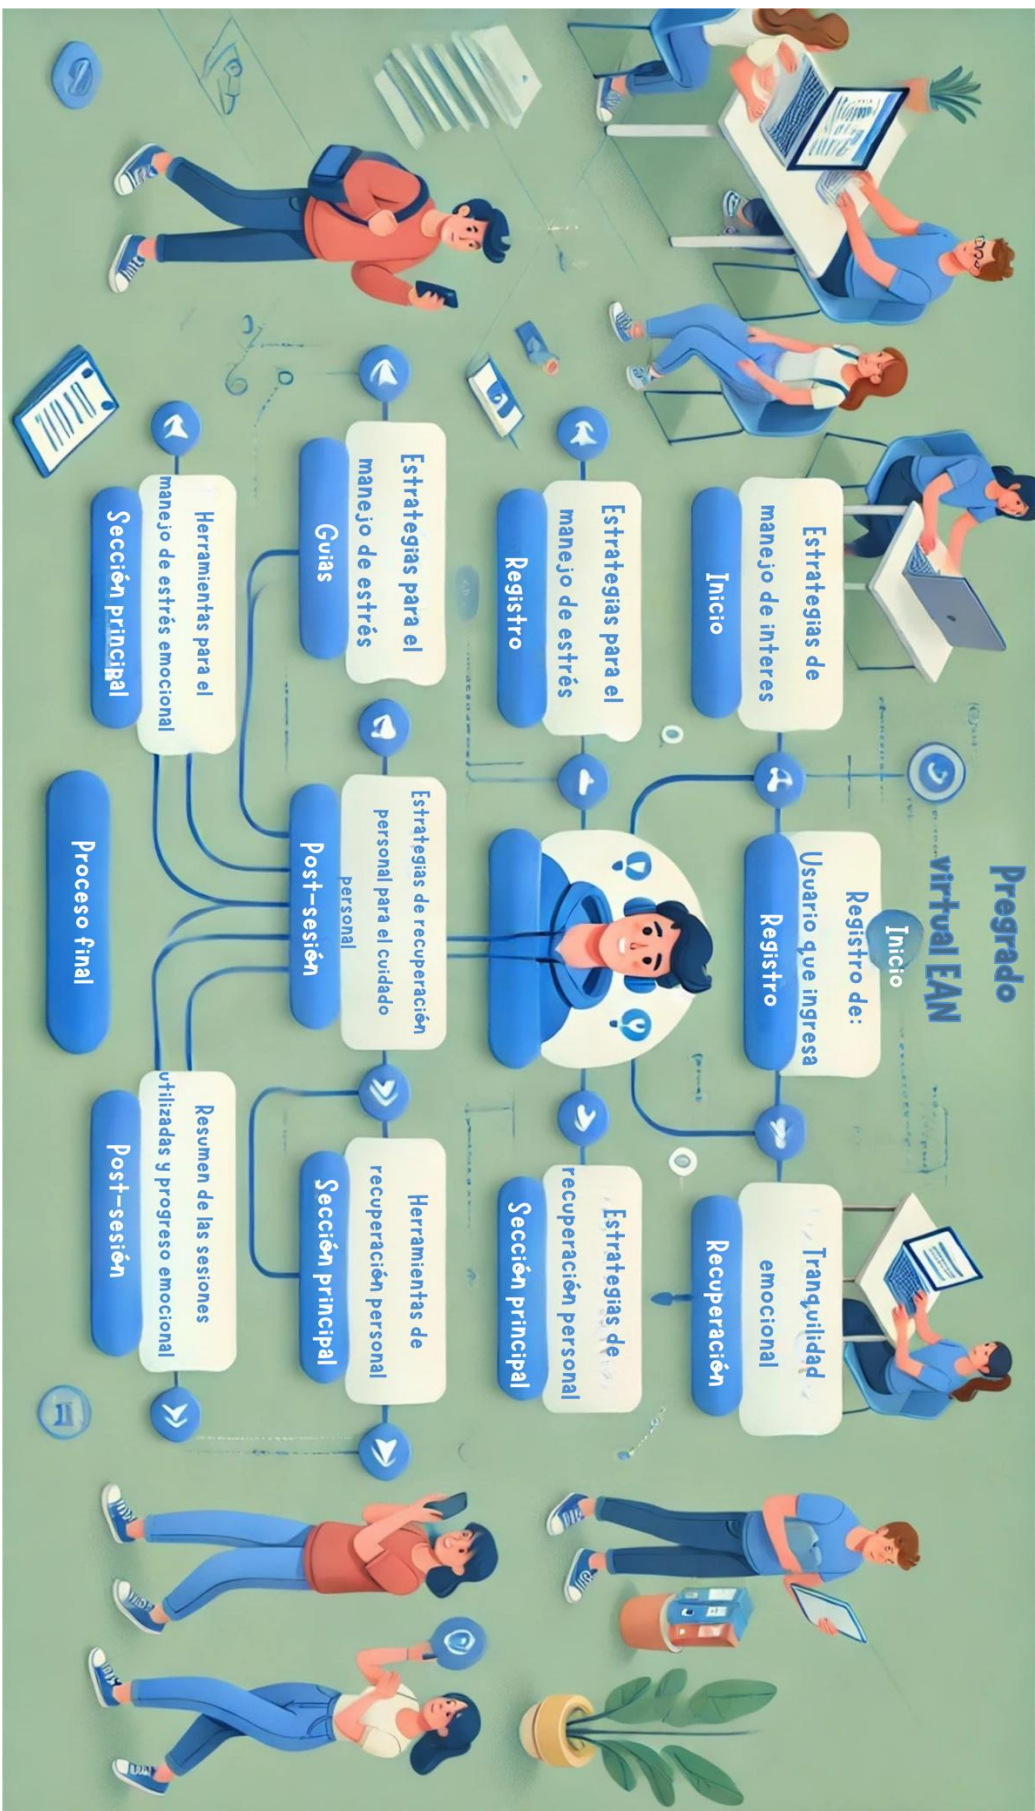 Pregrado
virtual EAN
Inicio
Registro de:
Usuario que ingresa
Registro
Estrategias de
manejo de interes
Inicio
Tranquilidad
emocional
Recuperación
Estrategias para el
manejo de estrés
Registro
Estrategias de
recuperación personal
Sección principal
Estrategias para el
manejo de estrés
Guias
Estrategias de recuperación
personal para el cuidado
personal
Post-sesión
Herramientas de
recuperación personal
Sección principal
Herramientas para el
manejo de estrés emocional
Sección principal
Resumen de las sesiones
utilizadas y progreso emocional
Post-sesión
Proceso final